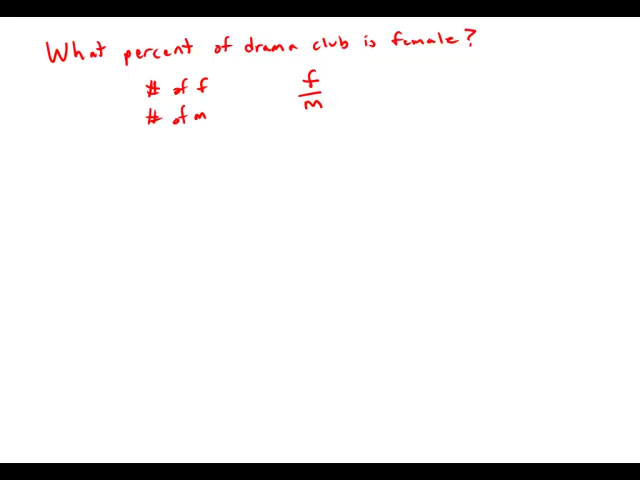 What percent of drama club is female?
# of f
# of m
f
m